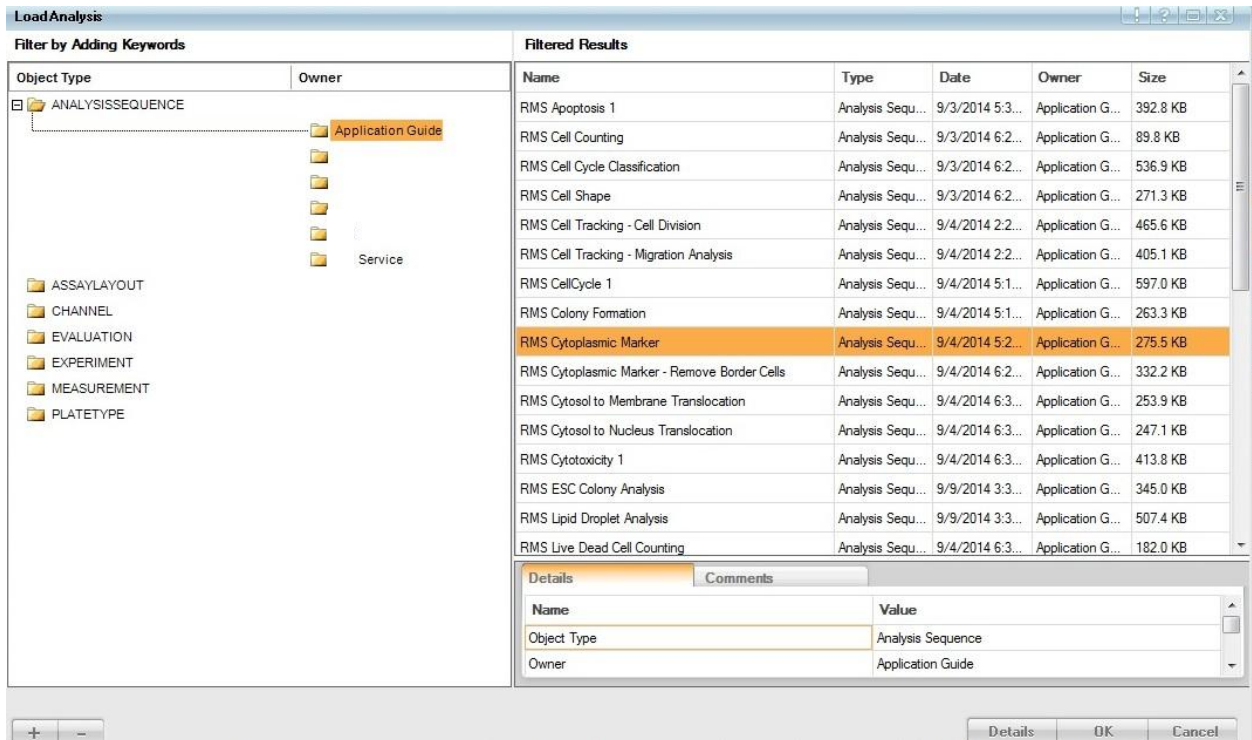 Load Analysis
Filter by Adding Keywords
Filtered Results
Object Type Owner
ANALYSISSEQUENCE
Application Guide
Service
ASSAYLAYOUT
CHANNEL
EVALUATION
EXPERIMENT
MEASUREMENT
PLATETYPE
Name Type Date Owner Size
RMS Apoptosis 1 Analysis Sequ... 9/3/2014 5:3... Application G... 392.8 KB
RMS Cell Counting Analysis Sequ... 9/3/2014 6:2... Application G... 89.8 KB
RMS Cell Cycle Classification Analysis Sequ... 9/3/2014 6:2... Application G... 536.9 KB
RMS Cell Shape Analysis Sequ... 9/3/2014 6:2... Application G... 271.3 KB
RMS Cell Tracking - Cell Division Analysis Sequ... 9/4/2014 2:2... Application G... 465.6 KB
RMS Cell Tracking - Migration Analysis Analysis Sequ... 9/4/2014 2:2... Application G... 405.1 KB
RMS CellCycle 1 Analysis Sequ... 9/4/2014 5:1... Application G... 597.0 KB
RMS Colony Formation Analysis Sequ... 9/4/2014 5:1... Application G... 263.3 KB
RMS Cytoplasmic Marker Analysis Sequ... 9/4/2014 5:2... Application G... 275.5 KB
RMS Cytoplasmic Marker - Remove Border Cells Analysis Sequ... 9/4/2014 6:2... Application G... 332.2 KB
RMS Cytosol to Membrane Translocation Analysis Sequ... 9/4/2014 6:3... Application G... 253.9 KB
RMS Cytosol to Nucleus Translocation Analysis Sequ... 9/4/2014 6:3... Application G... 247.1 KB
RMS Cytotoxicity 1 Analysis Sequ... 9/4/2014 6:3... Application G... 413.8 KB
RMS ESC Colony Analysis Analysis Sequ... 9/9/2014 3:3... Application G... 345.0 KB
RMS Lipid Droplet Analysis Analysis Sequ... 9/9/2014 3:3... Application G... 507.4 KB
RMS Live Dead Cell Counting Analysis Sequ... 9/4/2014 6:3... Application G... 182.0 KB
Details Comments
Name Value
Object Type Analysis Sequence
Owner Application Guide
+ - Details OK Cancel